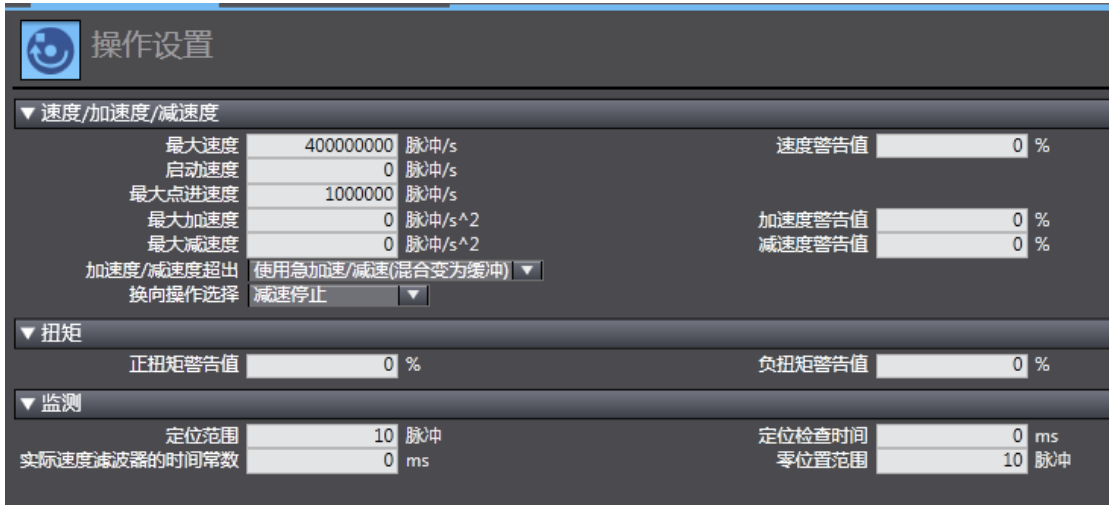 操作设置
▼ 速度/加速度/减速度
最大速度 400000000 脉冲/s 速度警告值 0 %
启动速度 0 脉冲/s
最大点进速度 1000000 脉冲/s
最大加速度 0 脉冲/s^2 加速度警告值 0 %
最大减速度 0 脉冲/s^2 减速度警告值 0 %
加速度/减速度超出 使用急加速/减速(混合变为缓冲) ▼
换向操作选择 减速停止 ▼
▼ 扭矩
正扭矩警告值 0 % 负扭矩警告值 0 %
▼ 监测
定位范围 10 脉冲 定位检查时间 0 ms
实际速度滤波器的时间常数 0 ms 零位置范围 10 脉冲